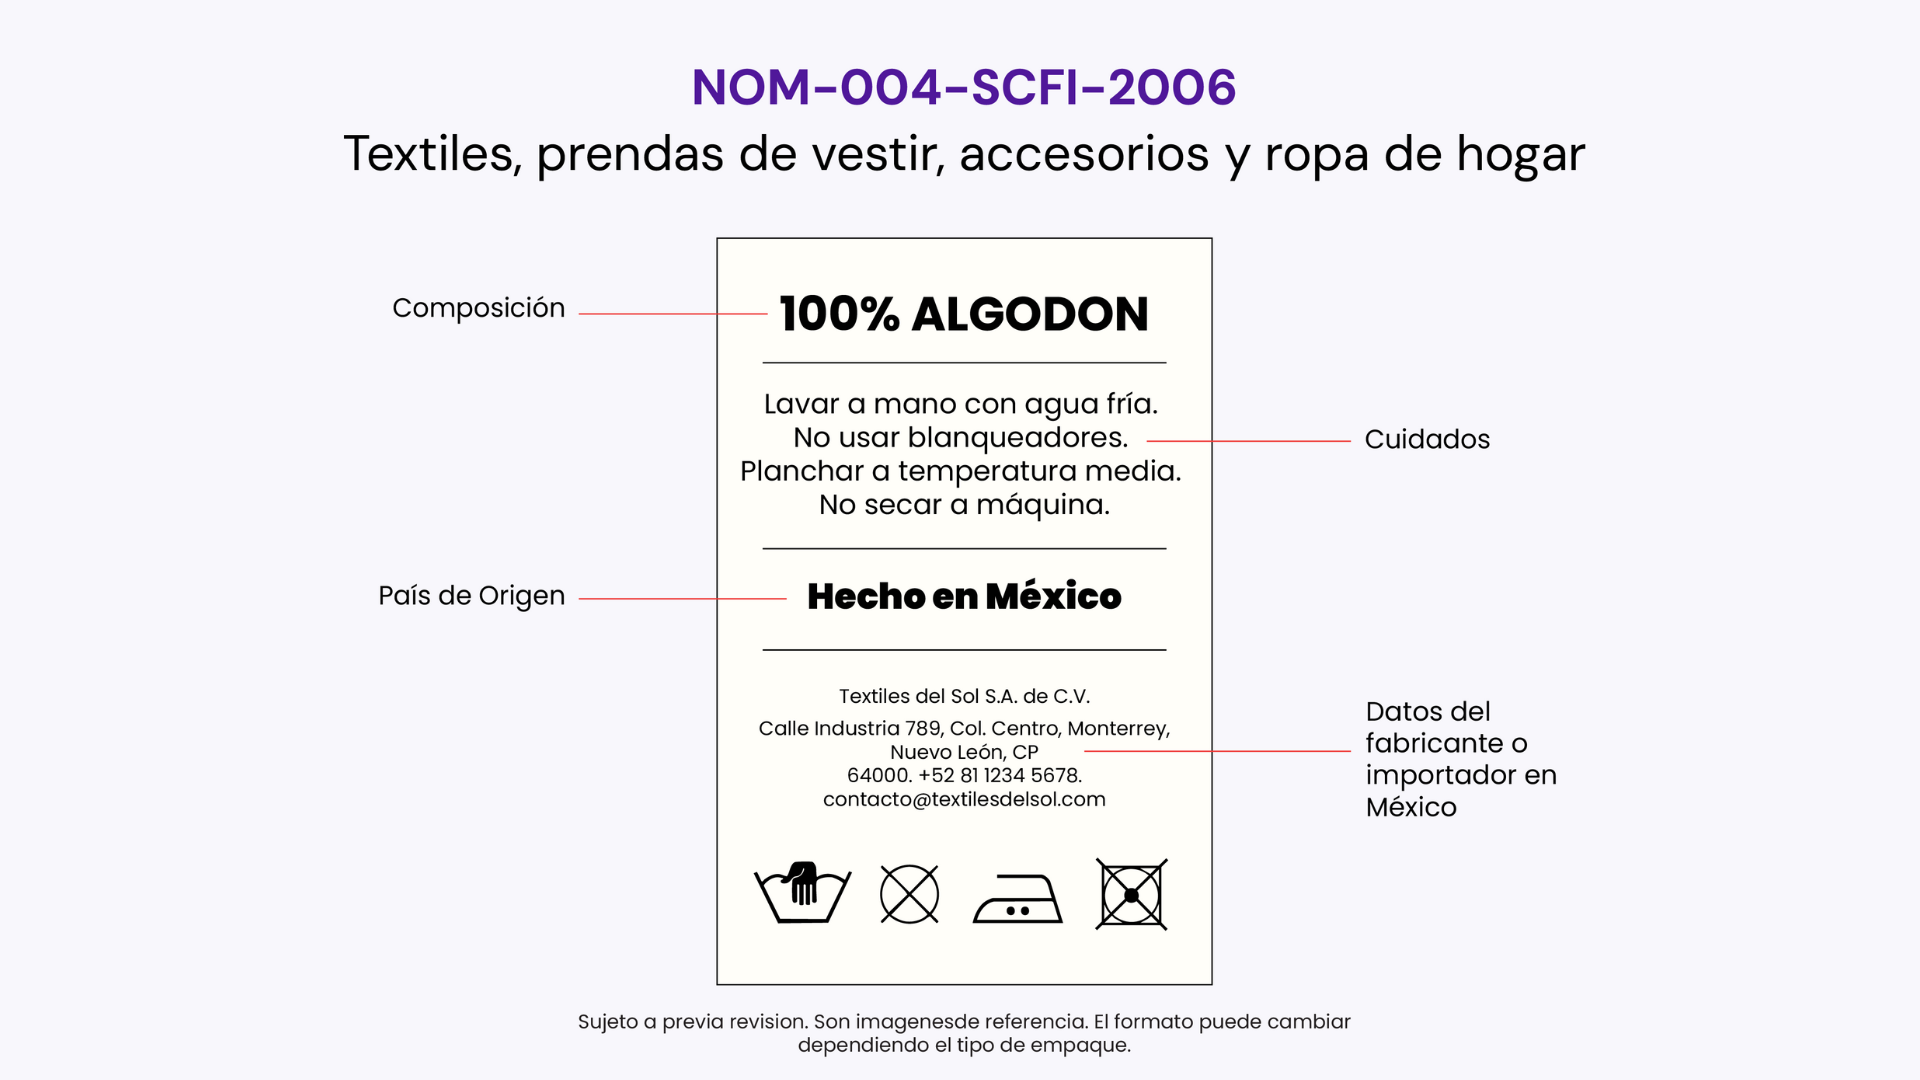 NOM-004-SCFI-2006
Textiles, prendas de vestir, accesorios y ropa de hogar
Composición
100% ALGODON
Lavar a mano con agua fría.
No usar blanqueadores.
Planchar a temperatura media.
No secar a máquina.
Cuidados
País de Origen
Hecho en México
Textiles del Sol S.A. de C.V.
Calle Industria 789, Col. Centro, Monterrey,
Nuevo León, CP
64000. +52 81 1234 5678.
contacto@textilesdelsol.com
Datos del
fabricante o
importador en
México
Sujeto a previa revision. Son imagenesde referencia. El formato puede cambiar
dependiendo el tipo de empaque.